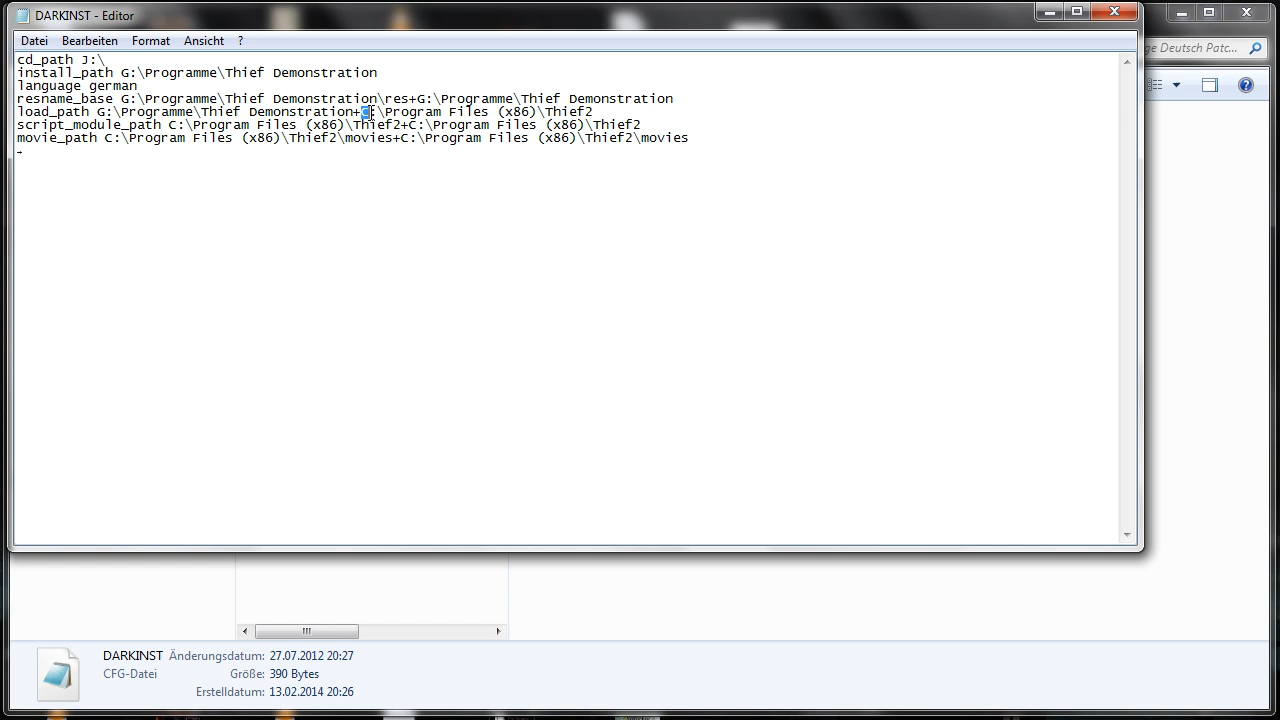 DARKINST - Editor
Datei Bearbeiten Format Ansicht ?
ge Deutsch Patc...
cd_path J:\
install_path G:\Programme\Thief Demonstration
language german
resname_base G:\Programme\Thief Demonstration\res+G:\Programme\Thief Demonstration
load_path G:\Programme\Thief Demonstration+C:\Program Files (x86)\Thief2
script_module_path C:\Program Files (x86)\Thief2+C:\Program Files (x86)\Thief2
movie_path C:\Program Files (x86)\Thief2\movies+C:\Program Files (x86)\Thief2\movies
DARKINST Änderungsdatum: 27.07.2012 20:27
CFG-Datei Größe: 390 Bytes
Erstelldatum: 13.02.2014 20:26